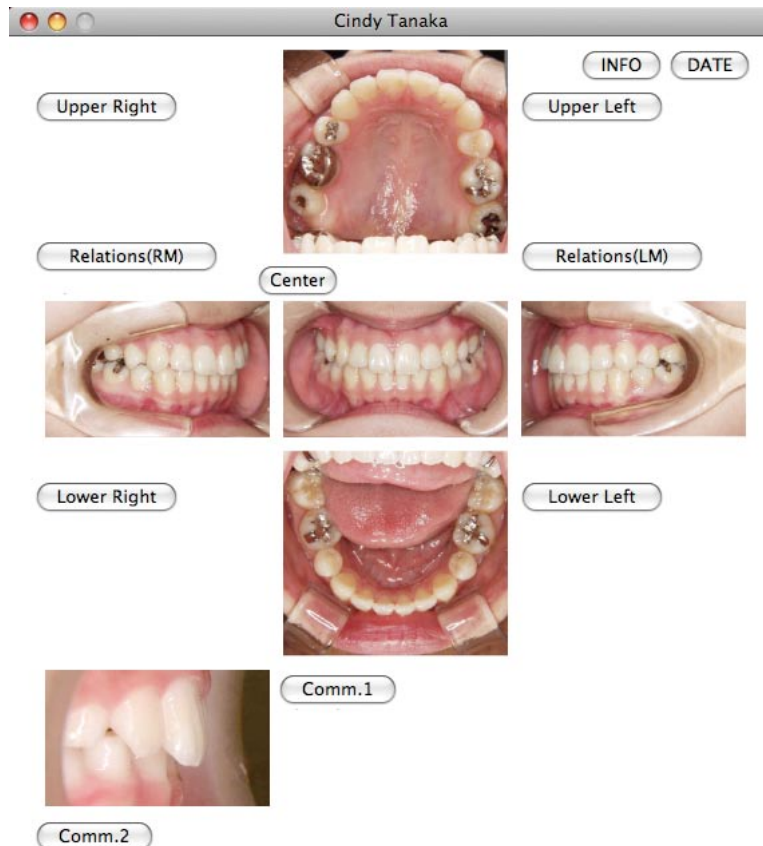 Cindy Tanaka
INFO DATE
Upper Right Upper Left
Relations(RM) Relations(LM)
Center
Lower Right Lower Left
Comm.1
Comm.2